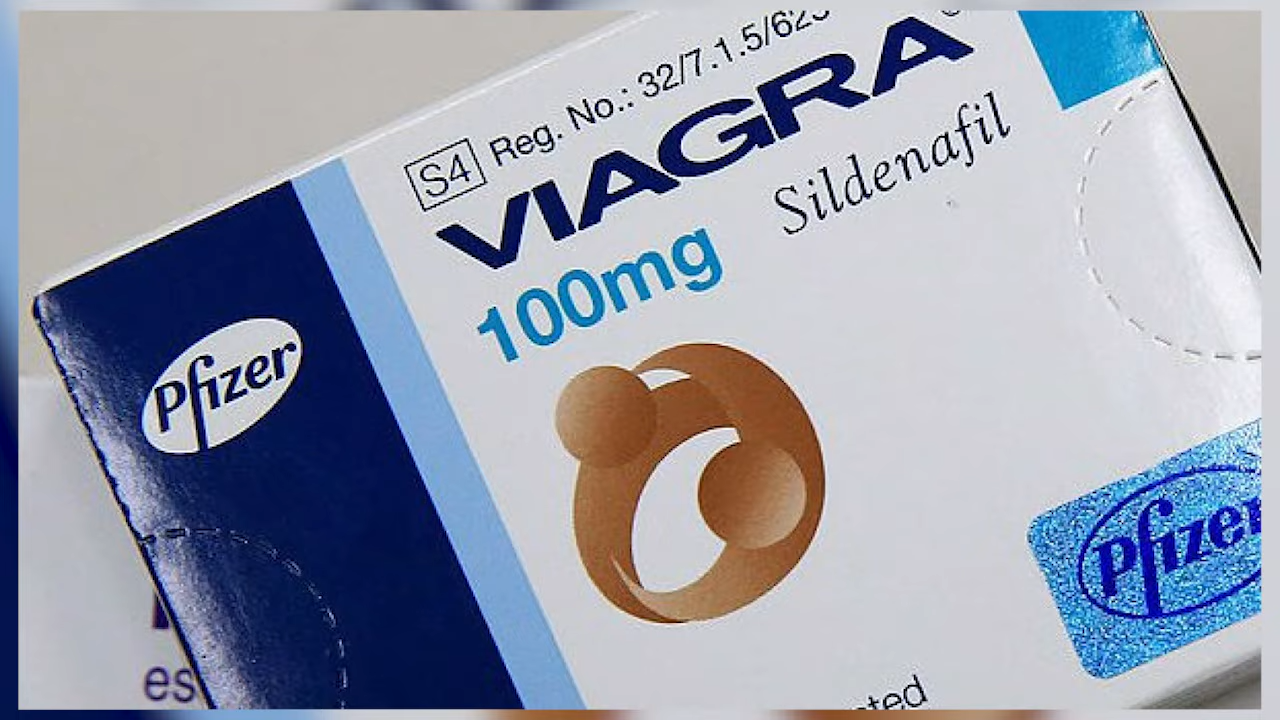 S4 Reg. No.: 32/7.1.5/62
VIAGRA
Sildenafil
100mg
Pfizer
Pfizer